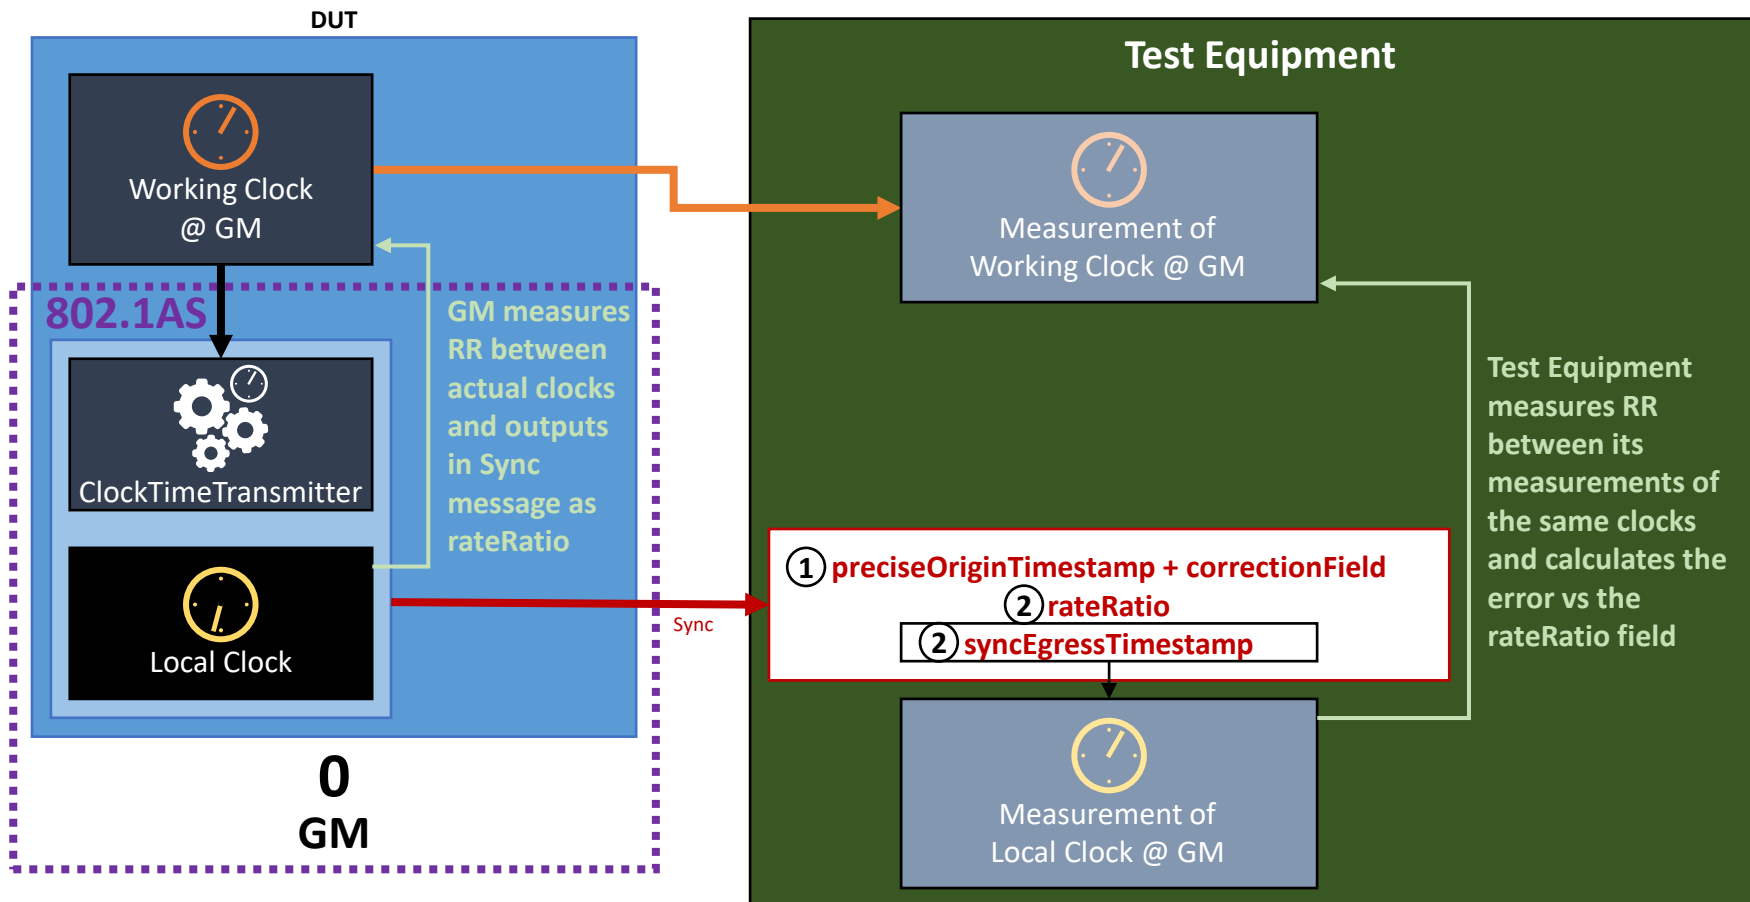 DUT
Working Clock
@ GM
802.1AS
GM measures
RR between
actual clocks
and outputs
in Sync
message as
rateRatio
ClockTimeTransmitter
Local Clock
0
GM
Sync
Test Equipment
Measurement of
Working Clock @ GM
1 preciseOriginTimestamp + correctionField
2 rateRatio
2 syncEgressTimestamp
Measurement of
Local Clock @ GM
Test Equipment
measures RR
between its
measurements of
the same clocks
and calculates the
error vs the
rateRatio field